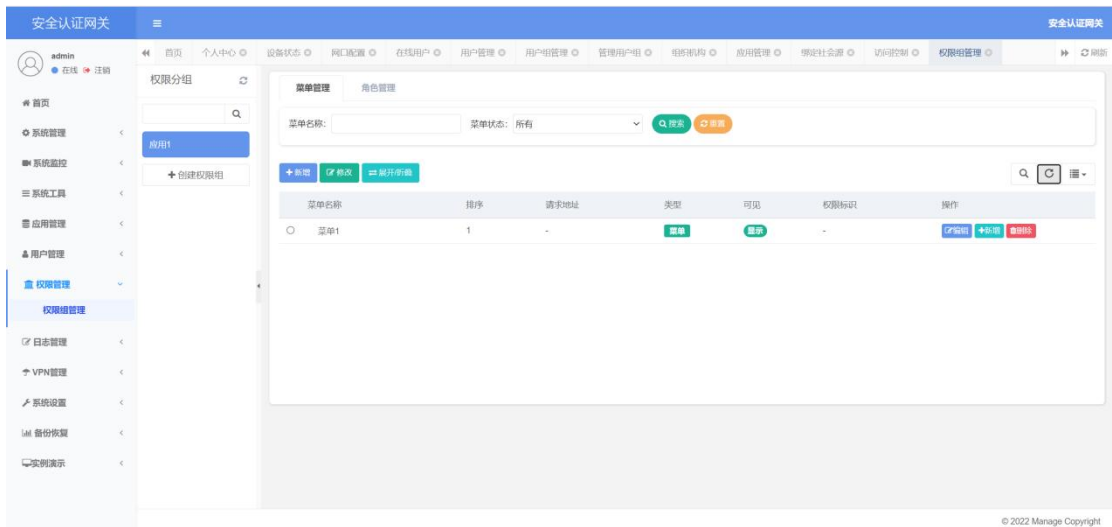 安全认证网关
安全认证网关
admin
在线 注销
首页 个人中心 设备状态 网口配置 在线用户 用户管理 用户组管理 管理用户组 组织机构 应用管理 绑定社会源 访问控制 权限组管理 刷新
首页
系统管理
系统监控
系统工具
应用管理
用户管理
权限管理
权限组管理
日志管理
VPN管理
系统设置
备份恢复
实例演示
权限分组
应用1
创建权限组
菜单管理 角色管理
菜单名称: 菜单状态: 所有 搜索 重置
新增 修改 展开/折叠
菜单名称 排序 请求地址 类型 可见 权限标识 操作
菜单1 1 - 菜单 显示 - 编辑 新增 删除
© 2022 Manage Copyright